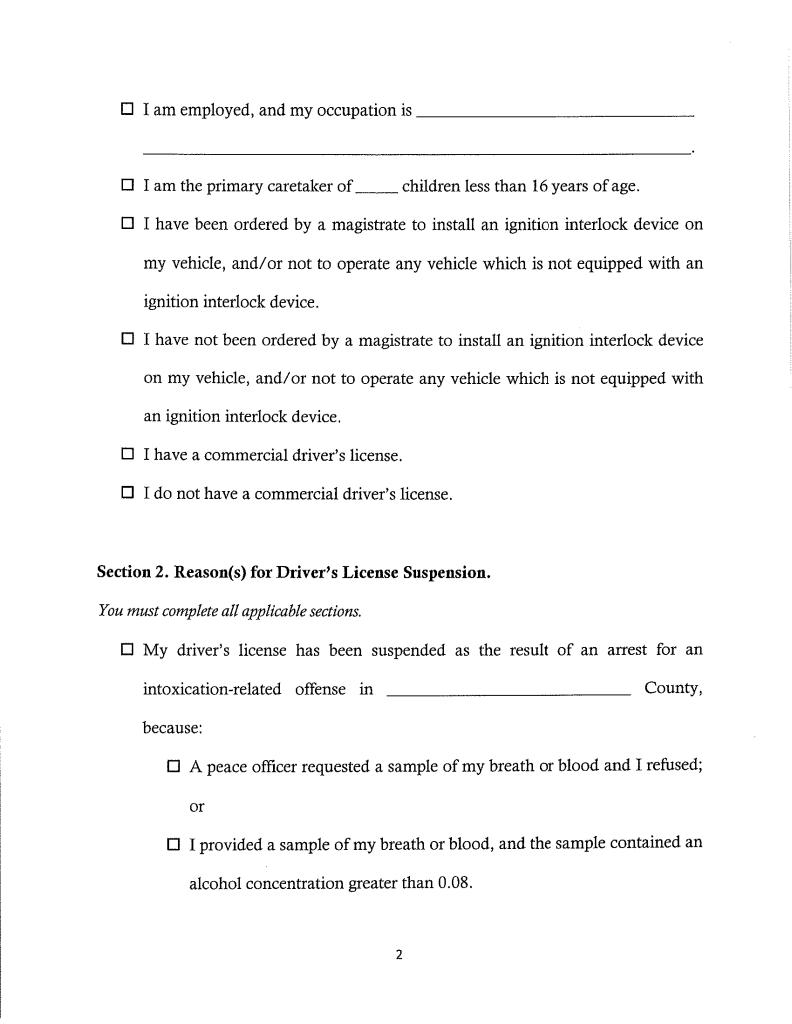 ☐ I am employed, and my occupation is ______________________________
____________________________________________________________.
☐ I am the primary caretaker of _____ children less than 16 years of age.
☐ I have been ordered by a magistrate to install an ignition interlock device on
my vehicle, and/or not to operate any vehicle which is not equipped with an
ignition interlock device.
☐ I have not been ordered by a magistrate to install an ignition interlock device
on my vehicle, and/or not to operate any vehicle which is not equipped with
an ignition interlock device.
☐ I have a commercial driver's license.
☐ I do not have a commercial driver's license.
Section 2. Reason(s) for Driver's License Suspension.
You must complete all applicable sections.
☐ My driver's license has been suspended as the result of an arrest for an
intoxication-related offense in __________________________ County,
because:
☐ A peace officer requested a sample of my breath or blood and I refused;
or
☐ I provided a sample of my breath or blood, and the sample contained an
alcohol concentration greater than 0.08.
2